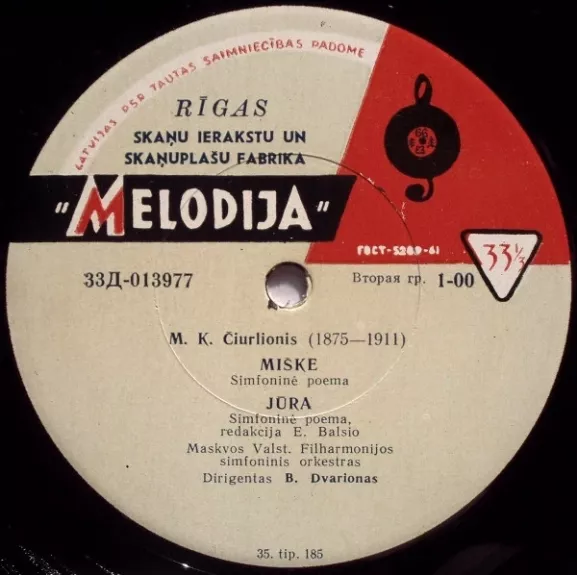 LATVIJAS PSR TAUTAS SAIMNIECĪBAS PADOME
RĪGAS
SKAŅU IERAKSTU UN
SKAŅUPLAŠU FABRIKA
"MELODIJA"
ГОСТ-5289-61
33⅓
33Д-013977
Вторая гр. 1-00
M. K. Čiurlionis (1875—1911)
MIŠKE
Simfoninė poema
JŪRA
Simfoninė poema,
redakcija E. Balsio
Maskvos Valst. Filharmonijos
simfoninis orkestras
Dirigentas B. Dvarionas
35. tip. 185